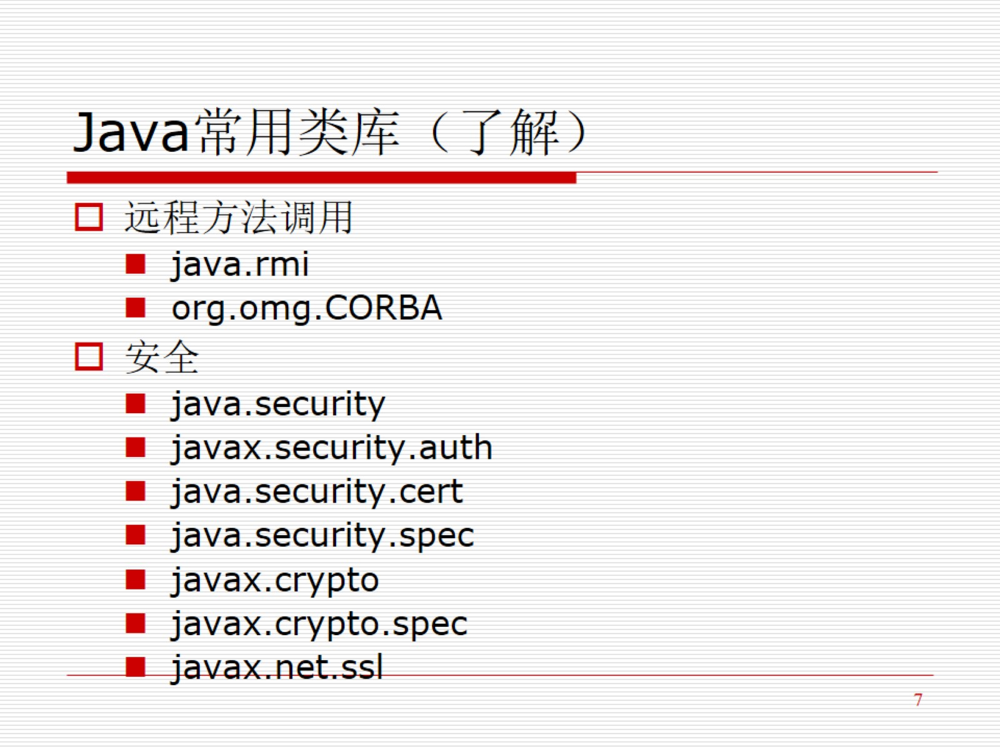 Java常用类库（了解）
远程方法调用
java.rmi
org.omg.CORBA
安全
java.security
javax.security.auth
java.security.cert
java.security.spec
javax.crypto
javax.crypto.spec
javax.net.ssl
7